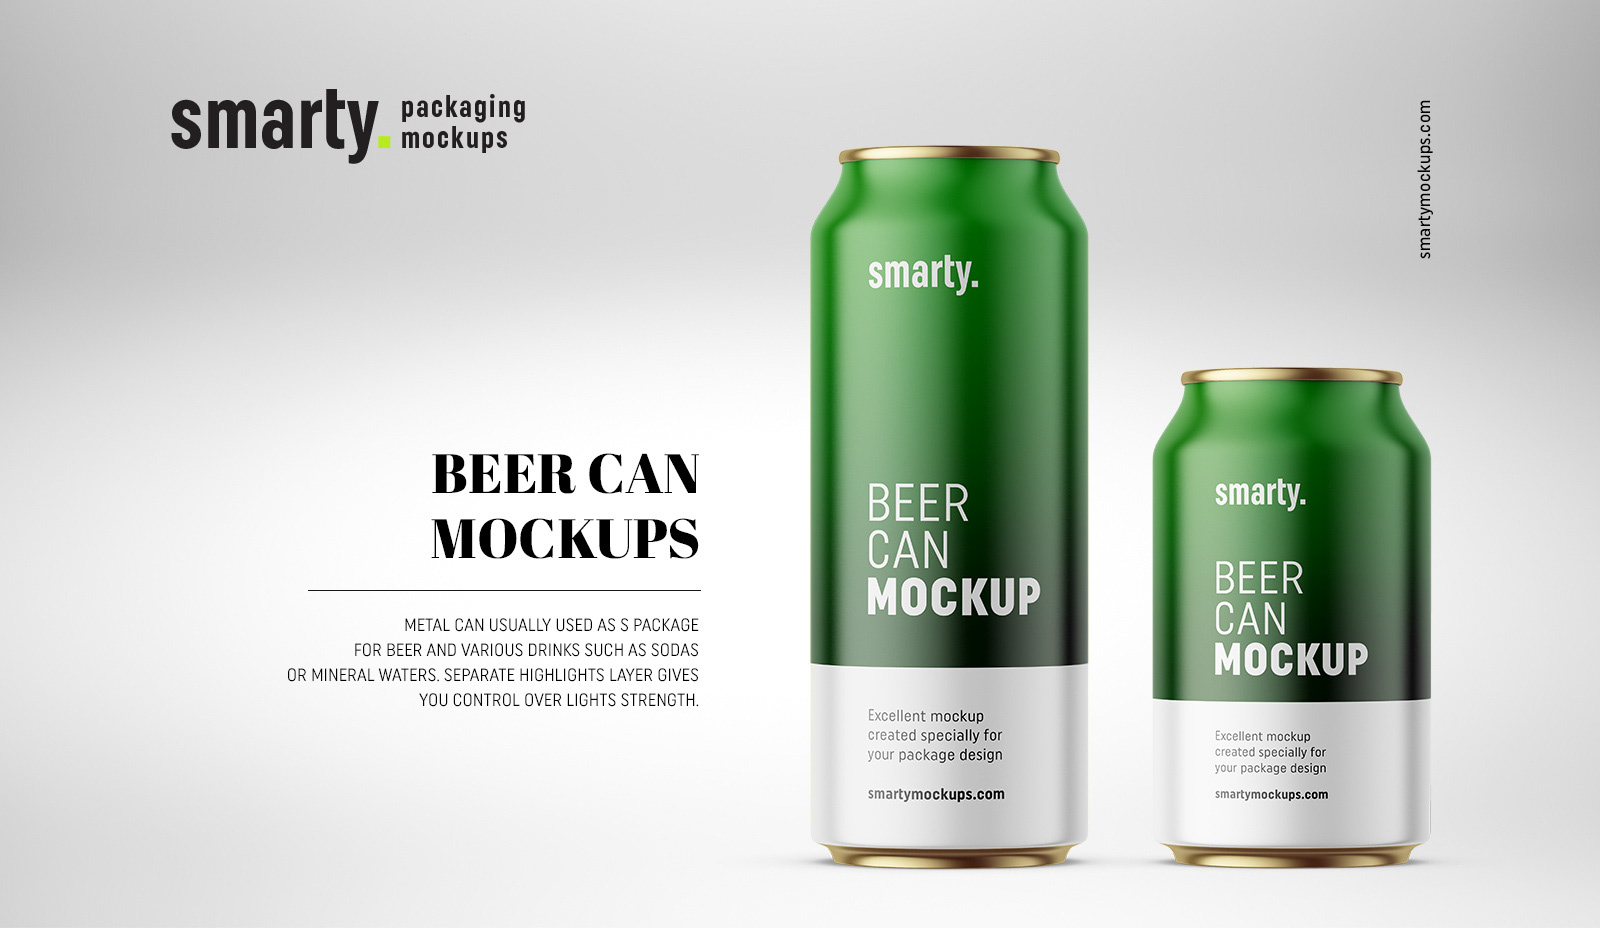 smarty.
packaging
mockups
smartymockups.com
BEER CAN
MOCKUPS
METAL CAN USUALLY USED AS S PACKAGE
FOR BEER AND VARIOUS DRINKS SUCH AS SODAS
OR MINERAL WATERS. SEPARATE HIGHLIGHTS LAYER GIVES
YOU CONTROL OVER LIGHTS STRENGTH.
smarty.
BEER
CAN
MOCKUP
Excellent mockup
created specially for
your package design
smartymockups.com
smarty.
BEER
CAN
MOCKUP
Excellent mockup
created specially for
your package design
smartymockups.com